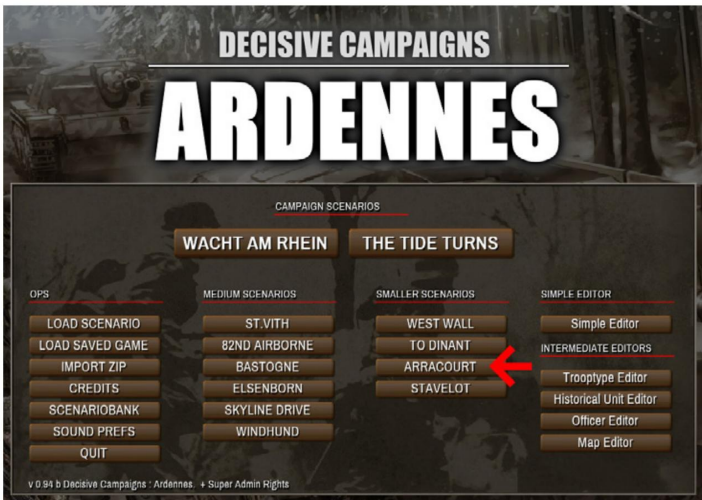 DECISIVE CAMPAIGNS
ARDENNES
CAMPAIGN SCENARIOS
WACHT AM RHEIN
THE TIDE TURNS
OPS
LOAD SCENARIO
LOAD SAVED GAME
IMPORT ZIP
CREDITS
SCENARIOBANK
SOUND PREFS
QUIT
MEDIUM SCENARIOS
ST.VITH
82ND AIRBORNE
BASTOGNE
ELSENBORN
SKYLINE DRIVE
WINDHUND
SMALLER SCENARIOS
WEST WALL
TO DINANT
ARRACOURT
STAVELOT
SIMPLE EDITOR
Simple Editor
INTERMEDIATE EDITORS
Trooptype Editor
Historical Unit Editor
Officer Editor
Map Editor
v 0.94 b Decisive Campaigns : Ardennes. + Super Admin Rights